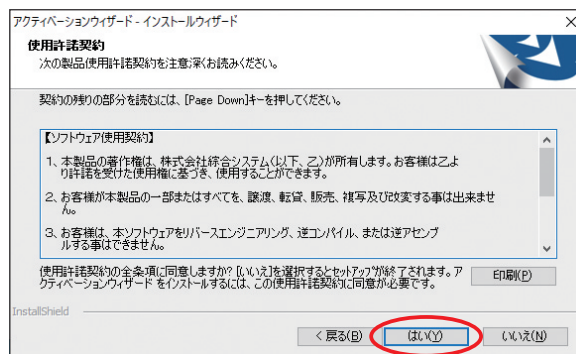 アクティベーションウィザード - インストールウィザード
使用許諾契約
次の製品使用許諾契約を注意深くお読みください。
契約の残りの部分を読むには、[Page Down]キーを押してください。
【ソフトウェア使用契約】
1、本製品の著作権は、株式会社綜合システム(以下、乙)が所有します。お客様は乙よ
り許諾を受けた使用権に基づき、使用することができます。
2、お客様が本製品の一部またはすべてを、譲渡、転貸、販売、複写及び改変する事は出来ませ
ん。
3、お客様は、本ソフトウェアをリバースエンジニアリング、逆コンパイル、または逆アセンブ
ルする事はできません。
使用許諾契約の全条項に同意しますか? [いいえ]を選択するとセットアップが終了されます。ア
クティベーションウィザード をインストールするには、この使用許諾契約に同意が必要です。
印刷(P)
InstallShield
< 戻る(B)
はい(Y)
いいえ(N)